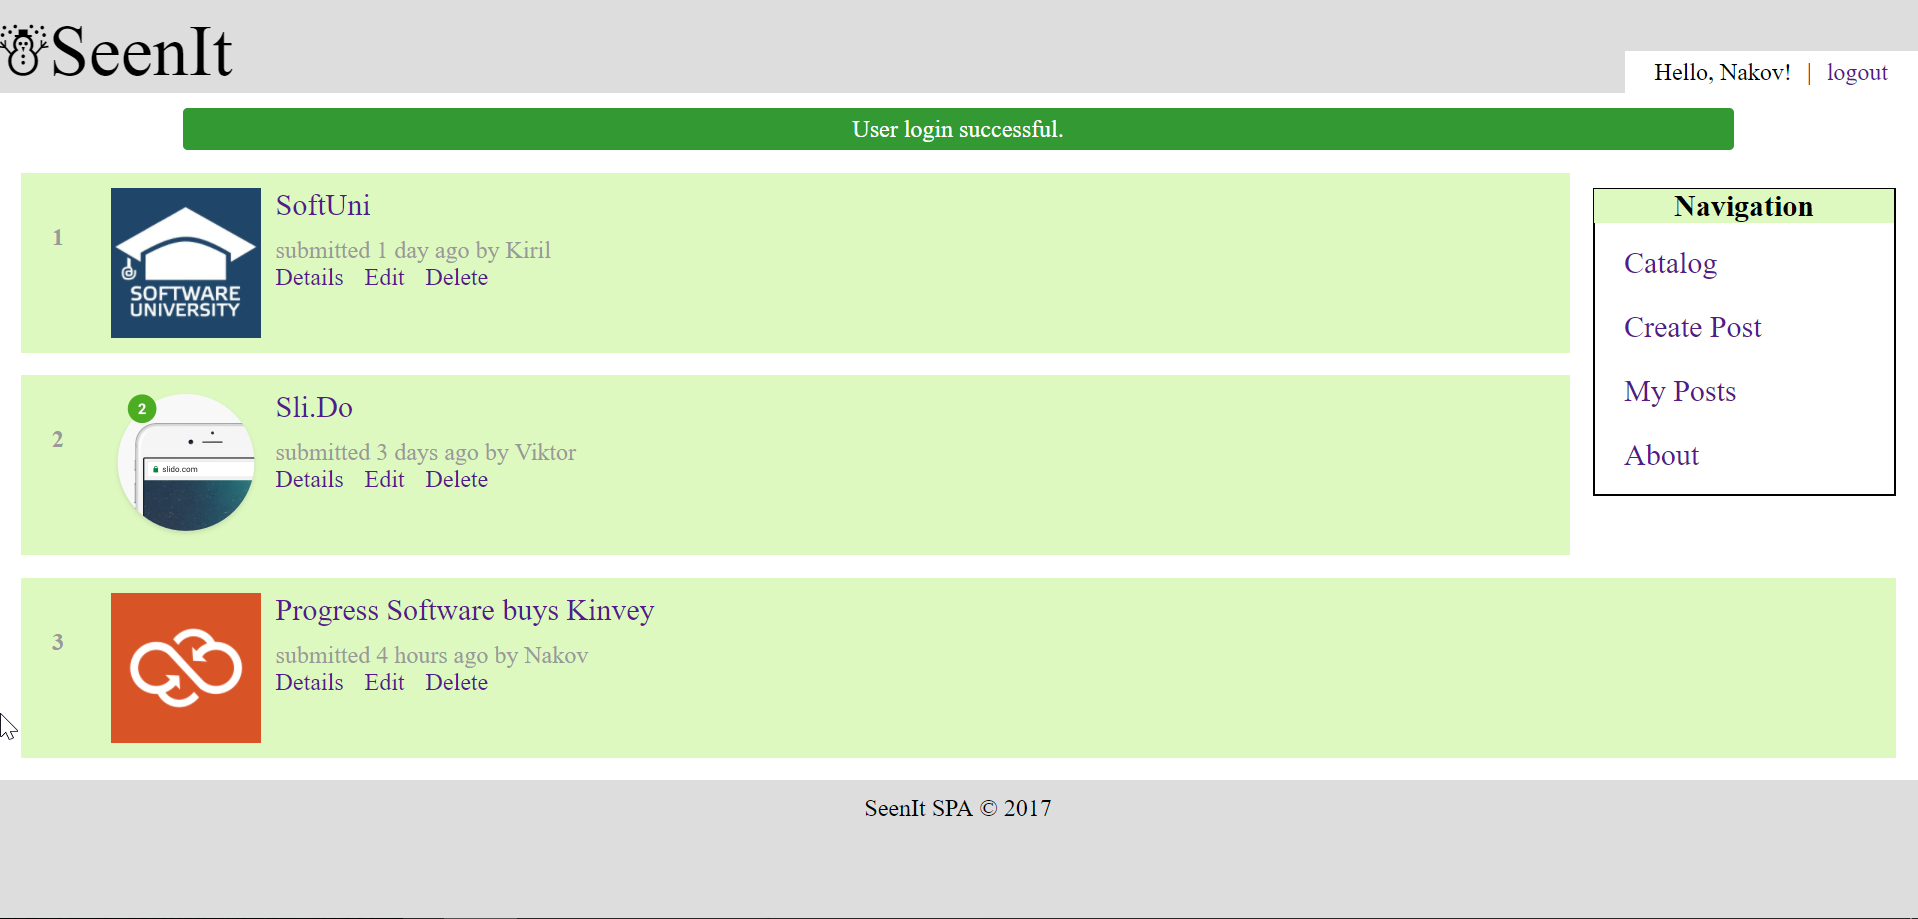 ☃SeenIt
Hello, Nakov! | logout
User login successful.
1
SOFTWARE
UNIVERSITY
SoftUni
submitted 1 day ago by Kiril
Details Edit Delete
2
2
slido.com
Sli.Do
submitted 3 days ago by Viktor
Details Edit Delete
3
Progress Software buys Kinvey
submitted 4 hours ago by Nakov
Details Edit Delete
Navigation
Catalog
Create Post
My Posts
About
SeenIt SPA © 2017